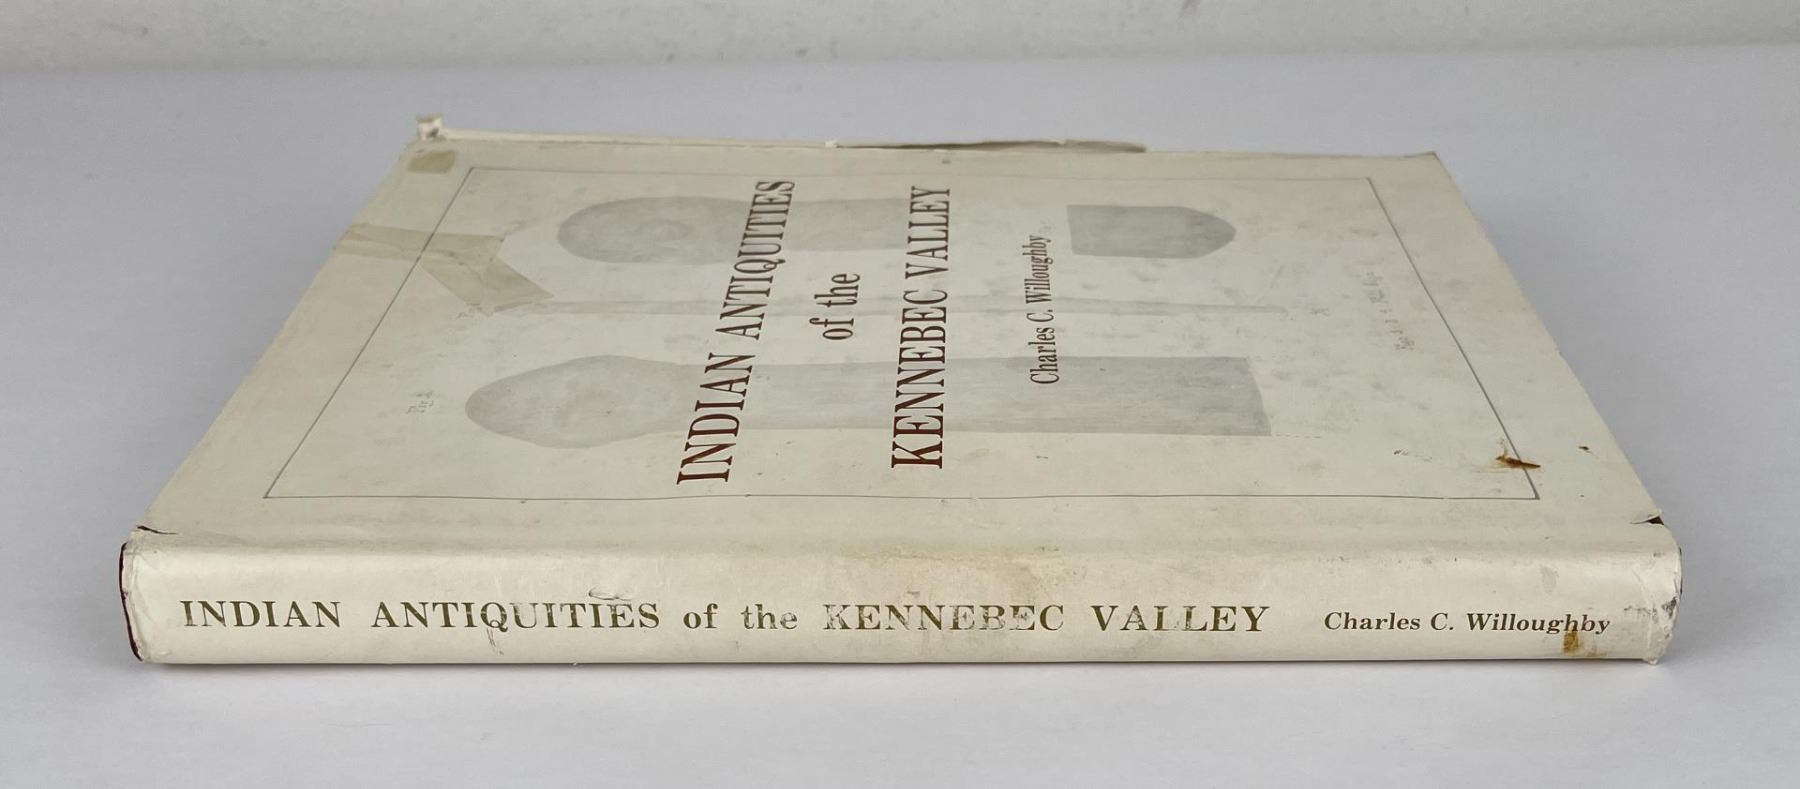 INDIAN ANTIQUITIES
of the
KENNEBEC VALLEY
Charles C. Willoughby
INDIAN ANTIQUITIES of the KENNEBEC VALLEY Charles C. Willoughby